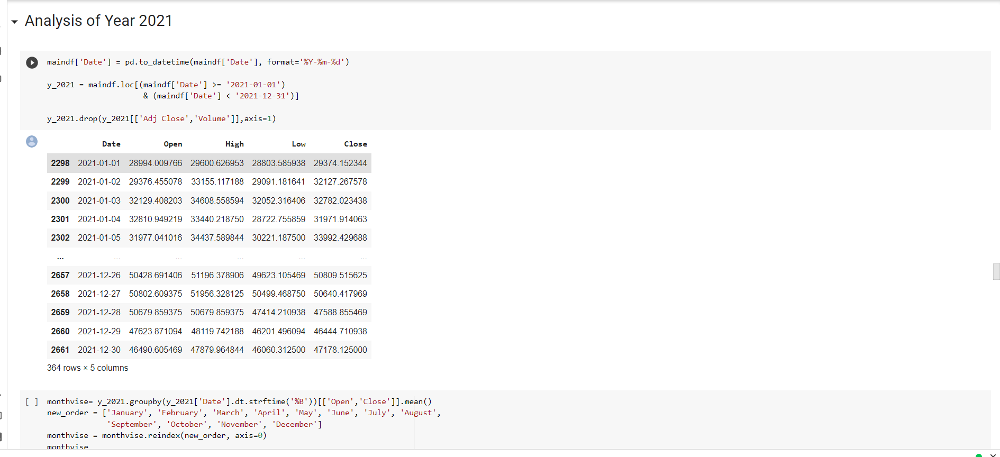 Analysis of Year 2021
maindf['Date'] = pd.to_datetime(maindf['Date'], format='%Y-%m-%d')
y_2021 = maindf.loc[(maindf['Date'] >= '2021-01-01')
& (maindf['Date'] < '2021-12-31')]
y_2021.drop(y_2021[['Adj Close','Volume']],axis=1)
Date Open High Low Close
2298 2021-01-01 28994.009766 29600.626953 28803.585938 29374.152344
2299 2021-01-02 29376.455078 33155.117188 29091.181641 32127.267578
2300 2021-01-03 32129.408203 34608.558594 32052.316406 32782.023438
2301 2021-01-04 32810.949219 33440.218750 28722.755859 31971.914063
2302 2021-01-05 31977.041016 34437.589844 30221.187500 33992.429688
... ... ... ... ... ...
2657 2021-12-26 50428.691406 51196.378906 49623.105469 50809.515625
2658 2021-12-27 50802.609375 51956.328125 50499.468750 50640.417969
2659 2021-12-28 50679.859375 50679.859375 47414.210938 47588.855469
2660 2021-12-29 47623.871094 48119.742188 46201.496094 46444.710938
2661 2021-12-30 46490.605469 47879.964844 46060.312500 47178.125000
364 rows × 5 columns
[ ] monthvise= y_2021.groupby(y_2021['Date'].dt.strftime('%B'))[['Open','Close']].mean()
new_order = ['January', 'February', 'March', 'April', 'May', 'June', 'July', 'August',
'September', 'October', 'November', 'December']
monthvise = monthvise.reindex(new_order, axis=0)
monthvise